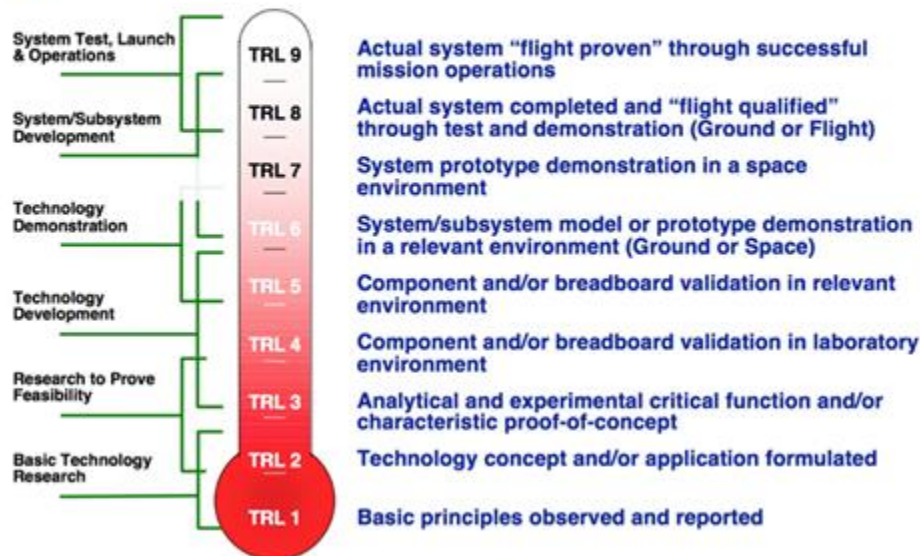 System Test, Launch
& Operations
System/Subsystem
Development
Technology
Demonstration
Technology
Development
Research to Prove
Feasibility
Basic Technology
Research
TRL 9
TRL 8
TRL 7
TRL 6
TRL 5
TRL 4
TRL 3
TRL 2
TRL 1
Actual system “flight proven” through successful
mission operations
Actual system completed and “flight qualified”
through test and demonstration (Ground or Flight)
System prototype demonstration in a space
environment
System/subsystem model or prototype demonstration
in a relevant environment (Ground or Space)
Component and/or breadboard validation in relevant
environment
Component and/or breadboard validation in laboratory
environment
Analytical and experimental critical function and/or
characteristic proof-of-concept
Technology concept and/or application formulated
Basic principles observed and reported